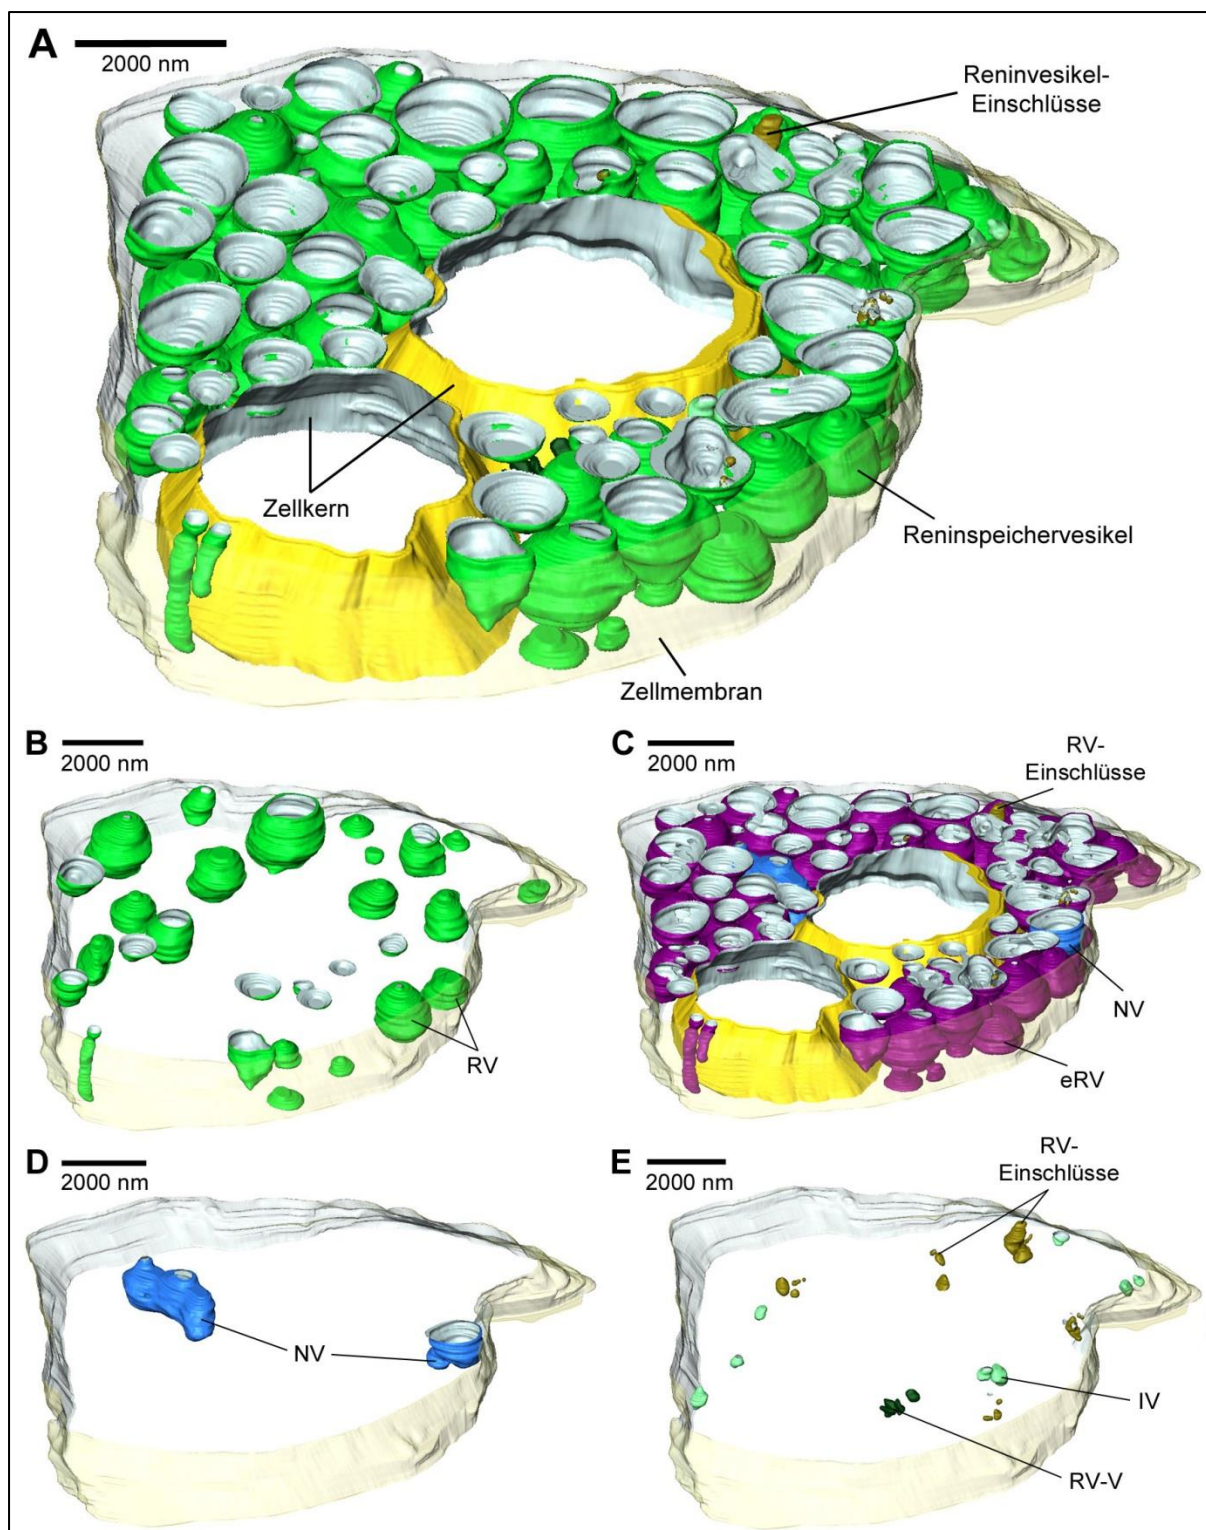 A
2000 nm
Reninvesikel-
Einschlüsse
Zellkern
Reninspeichervesikel
Zellmembran
B
2000 nm
RV
C
2000 nm
RV-
Einschlüsse
NV
eRV
D
2000 nm
NV
E
2000 nm
RV-
Einschlüsse
IV
RV-V